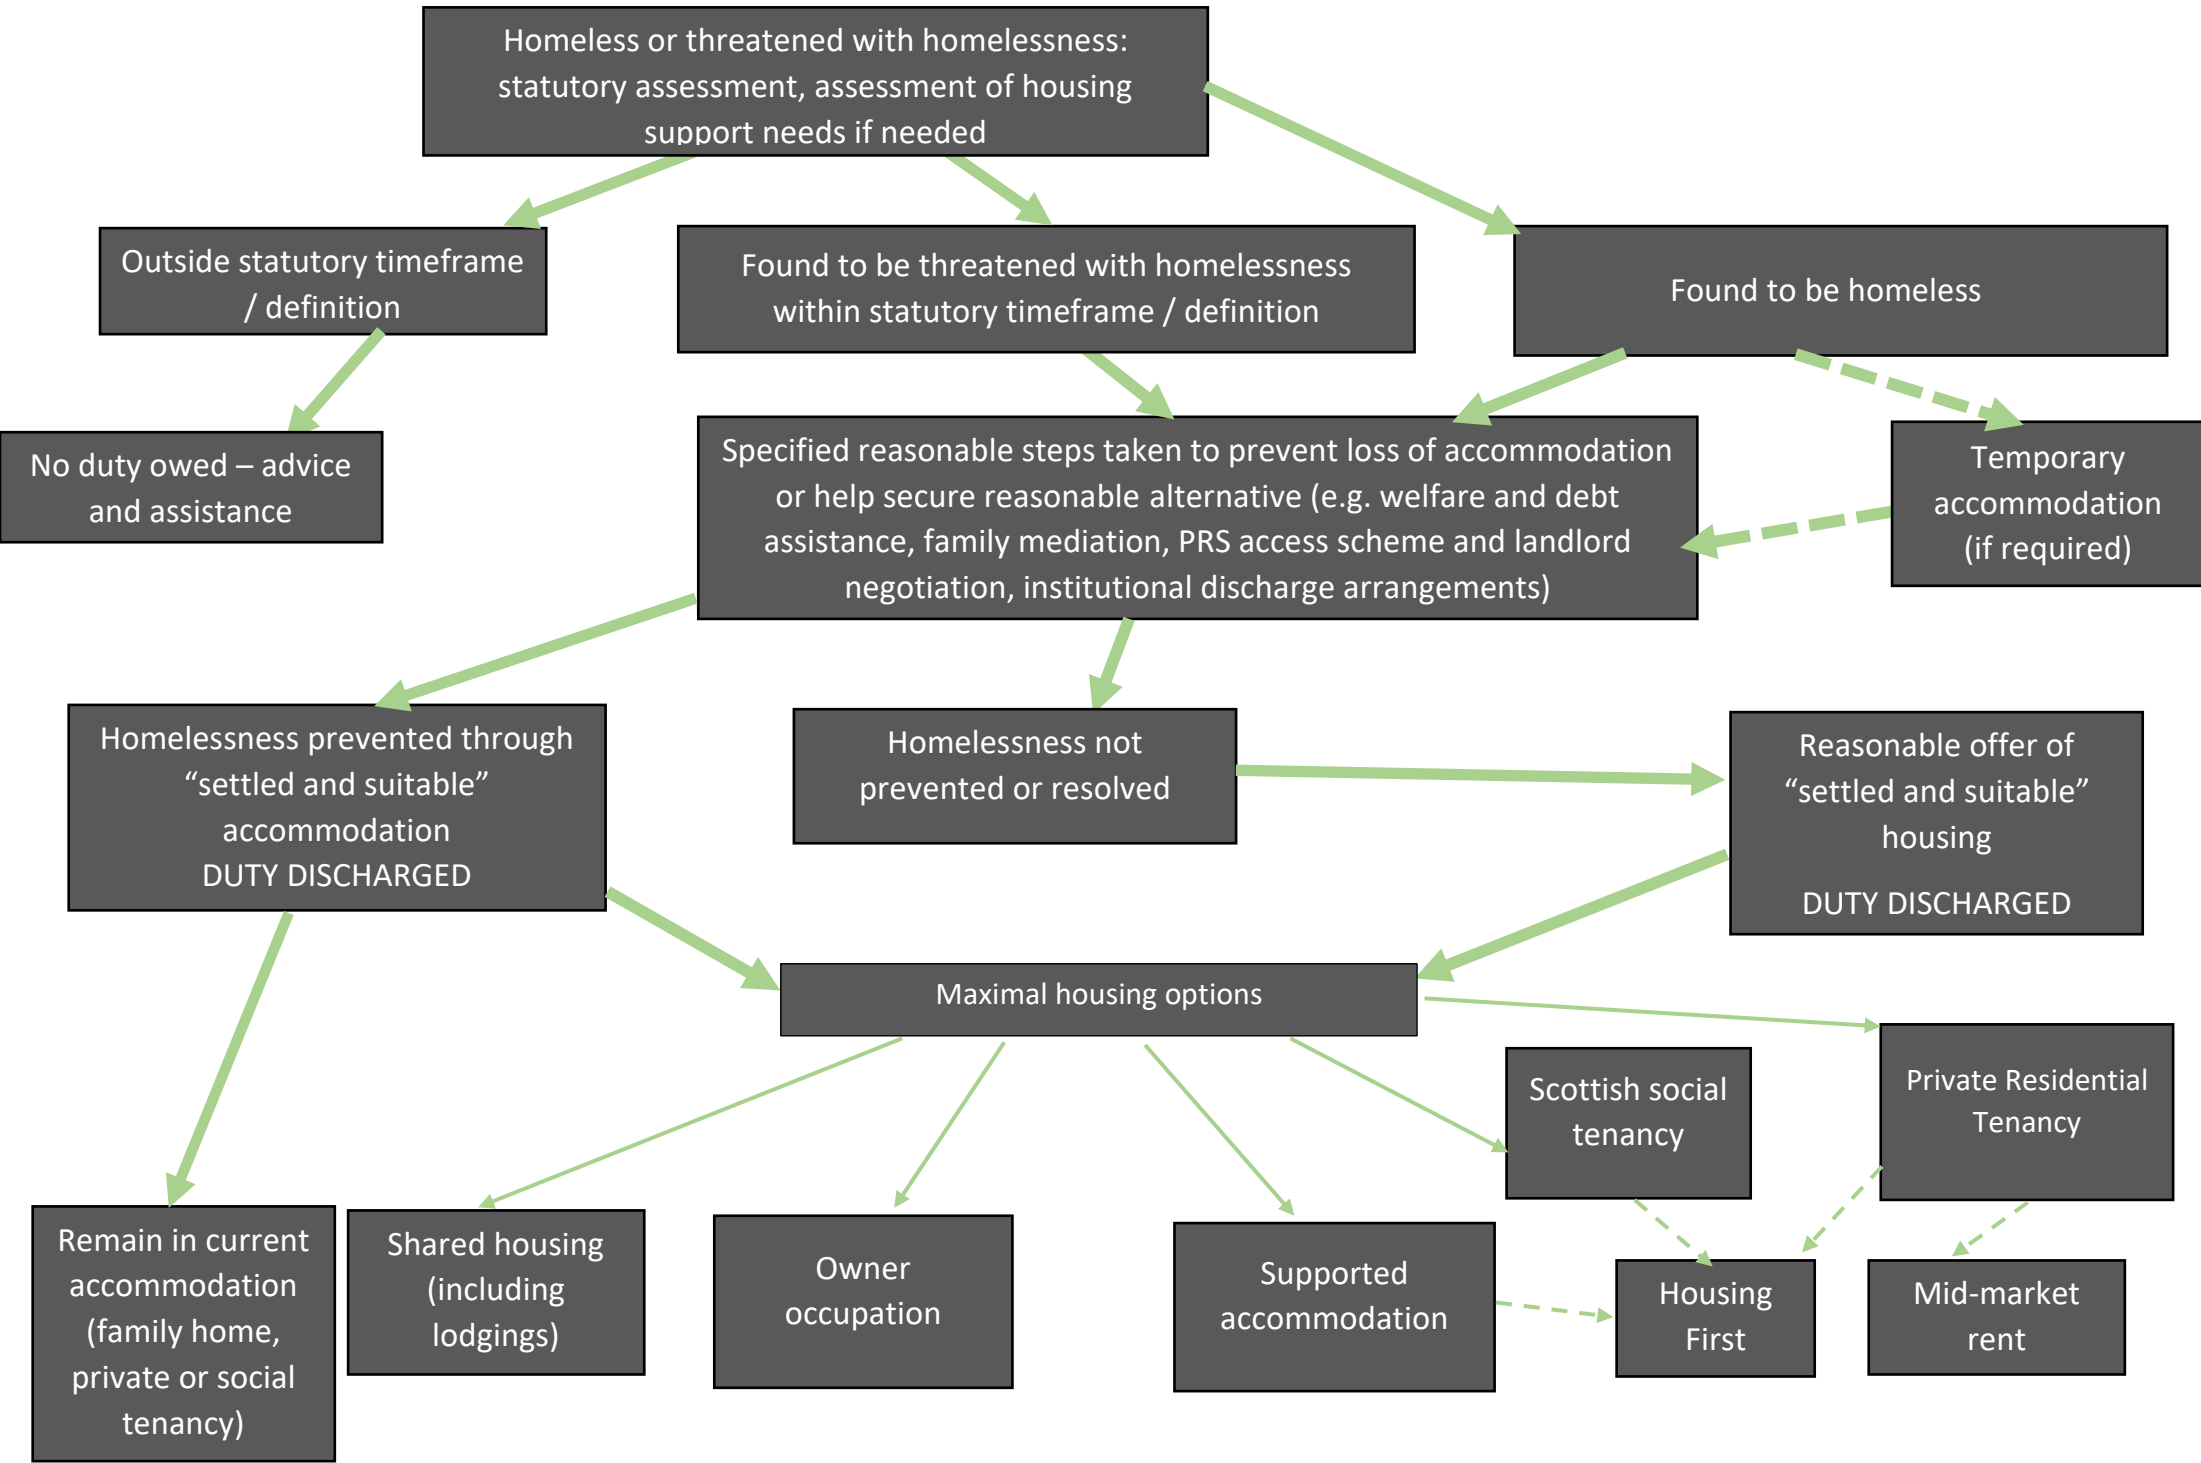 Homeless or threatened with homelessness:
statutory assessment, assessment of housing
support needs if needed
Outside statutory timeframe
/ definition
Found to be threatened with homelessness
within statutory timeframe / definition
Found to be homeless
No duty owed – advice
and assistance
Specified reasonable steps taken to prevent loss of accommodation
or help secure reasonable alternative (e.g. welfare and debt
assistance, family mediation, PRS access scheme and landlord
negotiation, institutional discharge arrangements)
Temporary
accommodation
(if required)
Homelessness prevented through
“settled and suitable”
accommodation
DUTY DISCHARGED
Homelessness not
prevented or resolved
Reasonable offer of
“settled and suitable”
housing
DUTY DISCHARGED
Maximal housing options
Scottish social
tenancy
Private Residential
Tenancy
Remain in current
accommodation
(family home,
private or social
tenancy)
Shared housing
(including
lodgings)
Owner
occupation
Supported
accommodation
Housing
First
Mid-market
rent